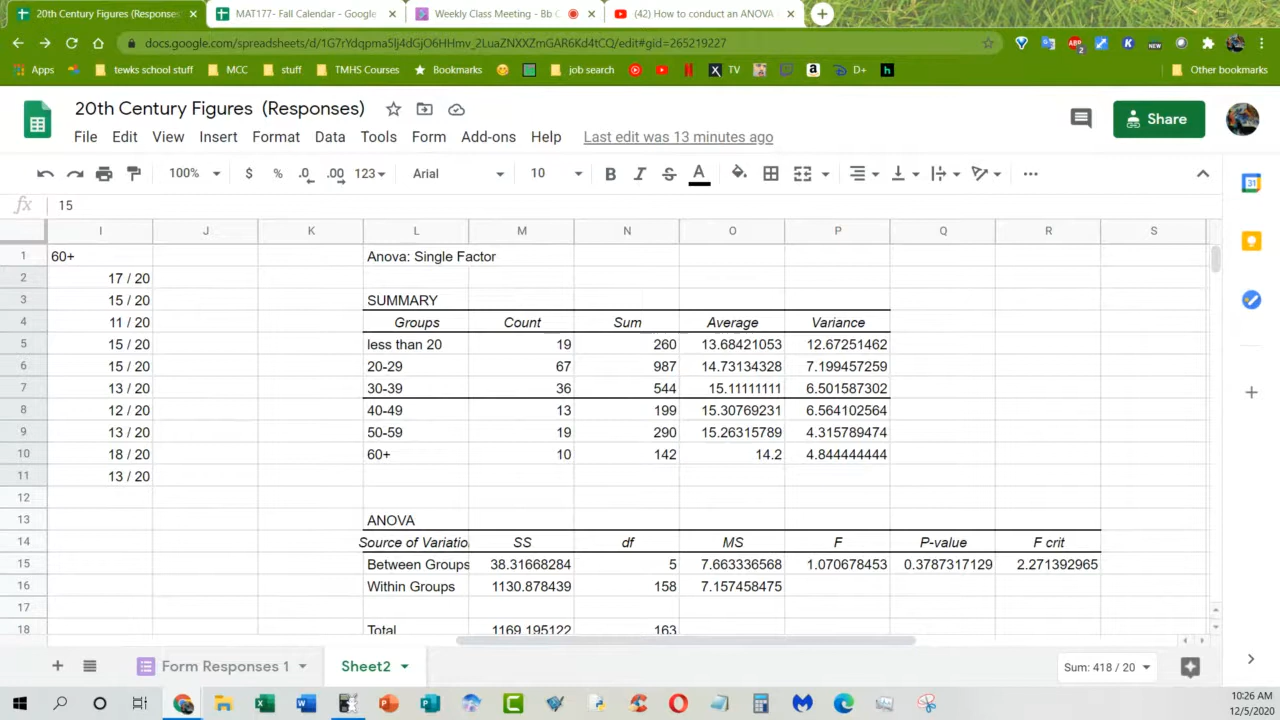 20th Century Figures (Responses)
MAT177- Fall Calendar - Google
Weekly Class Meeting - Bb C
(42) How to conduct an ANOVA
docs.google.com/spreadsheets/d/1G7rYdqpma5Ij4dGjO6HHmv_2LuaZNXXZmGAR6Kd4tCQ/edit#gid=265219227
Apps tewks school stuff MCC stuff TMHS Courses Bookmarks job search TV D+ h Other bookmarks
20th Century Figures (Responses)
File Edit View Insert Format Data Tools Form Add-ons Help Last edit was 13 minutes ago
Share
100% $ % .0 .00 123 Arial 10 B I S A
fx 15
I J K L M N O P Q R S
1 60+ Anova: Single Factor
2 17 / 20
3 15 / 20 SUMMARY
4 11 / 20 Groups Count Sum Average Variance
5 15 / 20 less than 20 19 260 13.68421053 12.67251462
6 15 / 20 20-29 67 987 14.73134328 7.199457259
7 13 / 20 30-39 36 544 15.11111111 6.501587302
8 12 / 20 40-49 13 199 15.30769231 6.564102564
9 13 / 20 50-59 19 290 15.26315789 4.315789474
10 18 / 20 60+ 10 142 14.2 4.844444444
11 13 / 20
12
13 ANOVA
14 Source of Variatio SS df MS F P-value F crit
15 Between Groups 38.31668284 5 7.663336568 1.070678453 0.3787317129 2.271392965
16 Within Groups 1130.878439 158 7.157458475
17
18 Total 1169.195122 163
Form Responses 1 Sheet2 Sum: 418 / 20
10:26 AM
12/5/2020